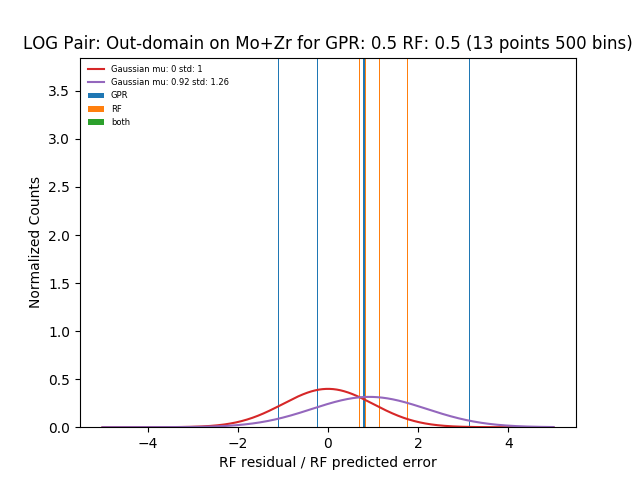 LOG Pair: Out-domain on Mo+Zr for GPR: 0.5 RF: 0.5 (13 points 500 bins)
Gaussian mu: 0 std: 1
Gaussian mu: 0.92 std: 1.26
GPR
RF
both
3.5
3.0
2.5
2.0
1.5
1.0
0.5
0.0
Normalized Counts
−4
−2
0
2
4
RF residual / RF predicted error